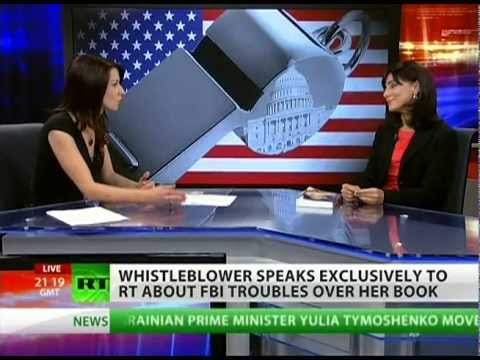 WHISTLEBLOWER SPEAKS EXCLUSIVELY TO
RT ABOUT FBI TROUBLES OVER HER BOOK
LIVE
21:19
GMT
RT
NEWS
RAINIAN PRIME MINISTER YULIA TYMOSHENKO MOVE